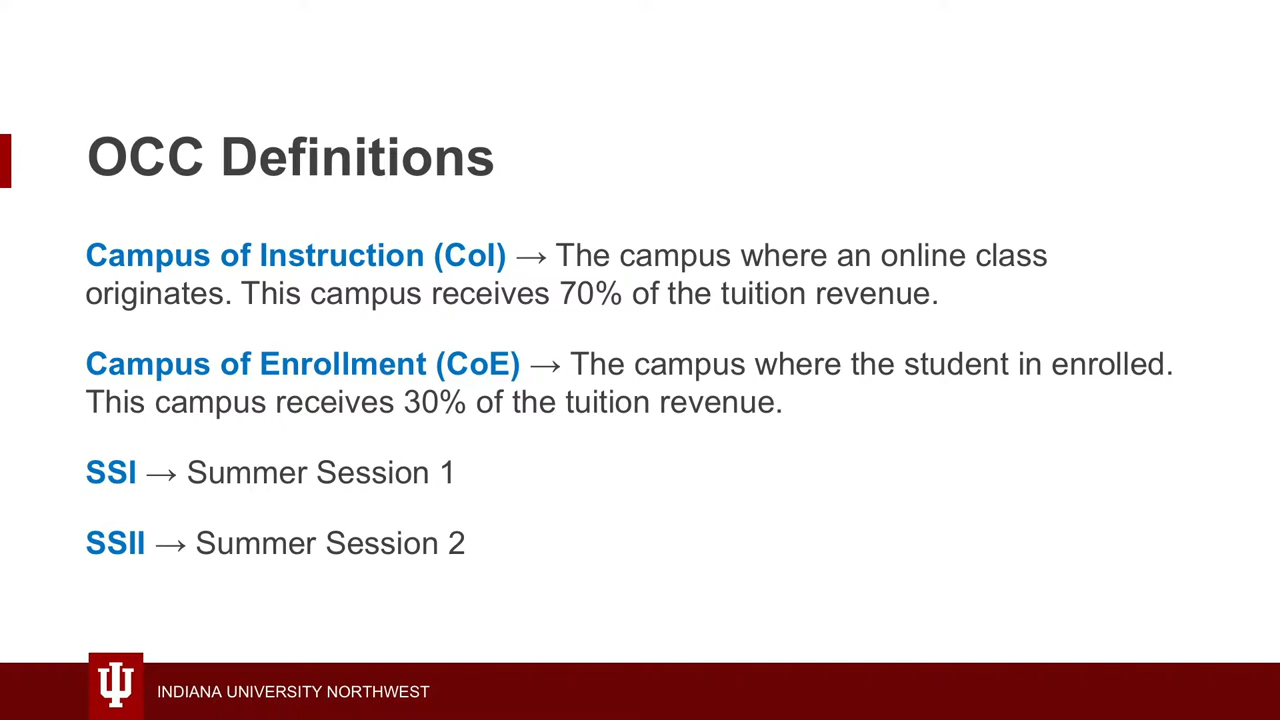 OCC Definitions
Campus of Instruction (CoI) → The campus where an online class
originates. This campus receives 70% of the tuition revenue.
Campus of Enrollment (CoE) → The campus where the student in enrolled.
This campus receives 30% of the tuition revenue.
SSI → Summer Session 1
SSII → Summer Session 2
INDIANA UNIVERSITY NORTHWEST